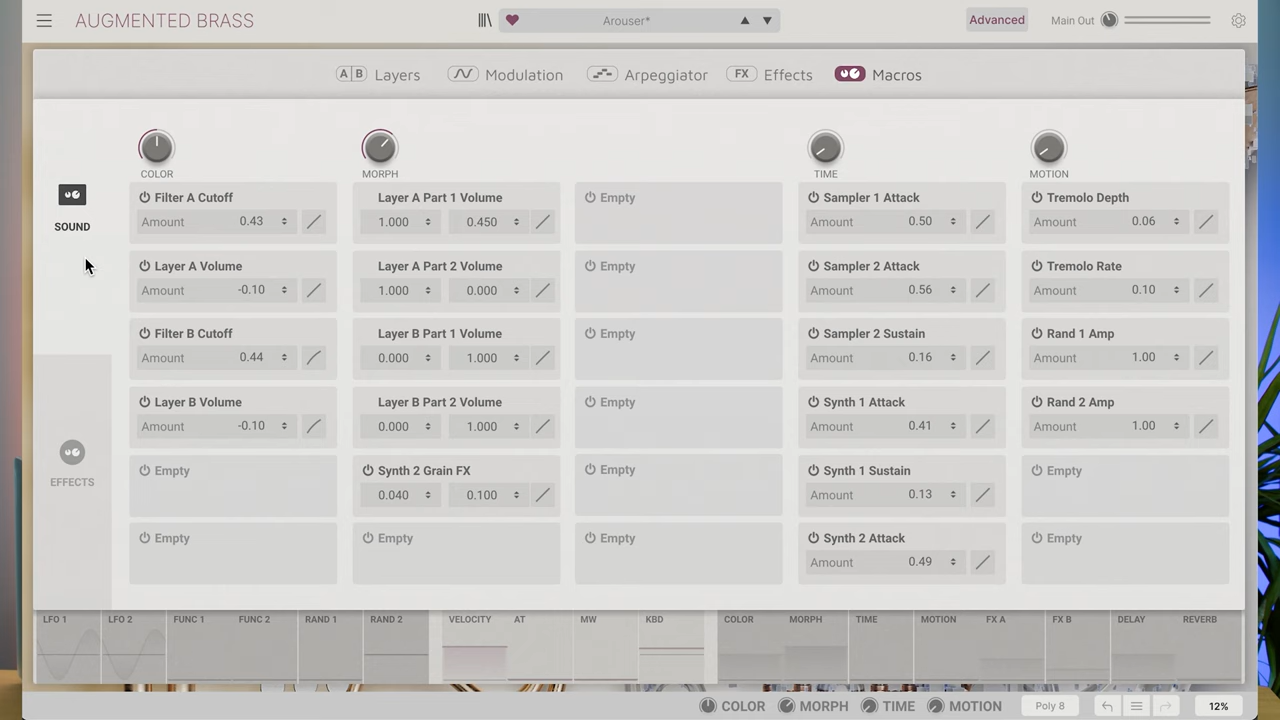 AUGMENTED BRASS
Arouser*
Advanced
Main Out
A B Layers
Modulation
Arpeggiator
FX Effects
Macros
SOUND
EFFECTS
COLOR
Filter A Cutoff
Amount 0.43
Layer A Volume
Amount -0.10
Filter B Cutoff
Amount 0.44
Layer B Volume
Amount -0.10
Empty
Empty
MORPH
Layer A Part 1 Volume
1.000 0.450
Layer A Part 2 Volume
1.000 0.000
Layer B Part 1 Volume
0.000 1.000
Layer B Part 2 Volume
0.000 1.000
Synth 2 Grain FX
0.040 0.100
Empty
Empty
Empty
Empty
Empty
Empty
Empty
TIME
Sampler 1 Attack
Amount 0.50
Sampler 2 Attack
Amount 0.56
Sampler 2 Sustain
Amount 0.16
Synth 1 Attack
Amount 0.41
Synth 1 Sustain
Amount 0.13
Synth 2 Attack
Amount 0.49
MOTION
Tremolo Depth
Amount 0.06
Tremolo Rate
Amount 0.10
Rand 1 Amp
Amount 1.00
Rand 2 Amp
Amount 1.00
Empty
Empty
LFO 1 LFO 2 FUNC 1 FUNC 2 RAND 1 RAND 2 VELOCITY AT MW KBD COLOR MORPH TIME MOTION FX A FX B DELAY REVERB
COLOR MORPH TIME MOTION Poly 8 12%